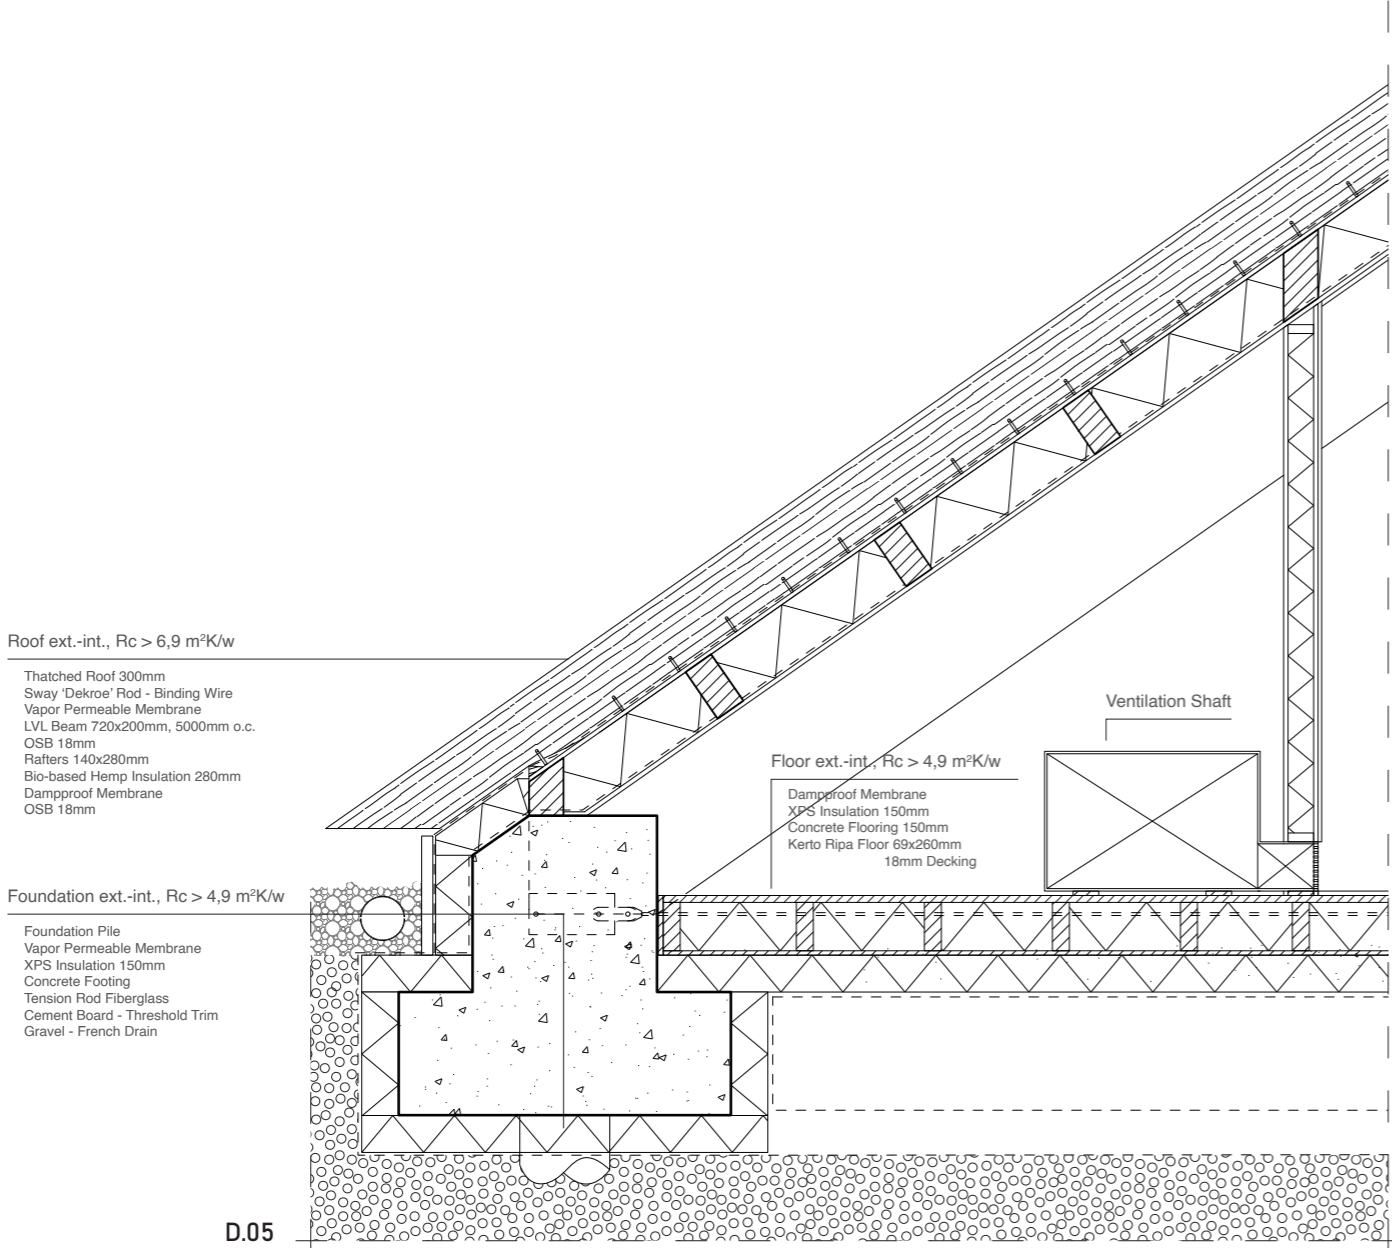 Roof ext.-int., Rc > 6,9 m²K/w
Thatched Roof 300mm
Sway ‘Dekroe’ Rod - Binding Wire
Vapor Permeable Membrane
LVL Beam 720x200mm, 5000mm o.c.
OSB 18mm
Rafters 140x280mm
Bio-based Hemp Insulation 280mm
Dampproof Membrane
OSB 18mm
Ventilation Shaft
Floor ext.-int., Rc > 4,9 m²K/w
Dampproof Membrane
XPS Insulation 150mm
Concrete Flooring 150mm
Kerto Ripa Floor 69x260mm
18mm Decking
Foundation ext.-int., Rc > 4,9 m²K/w
Foundation Pile
Vapor Permeable Membrane
XPS Insulation 150mm
Concrete Footing
Tension Rod Fiberglass
Cement Board - Threshold Trim
Gravel - French Drain
D.05